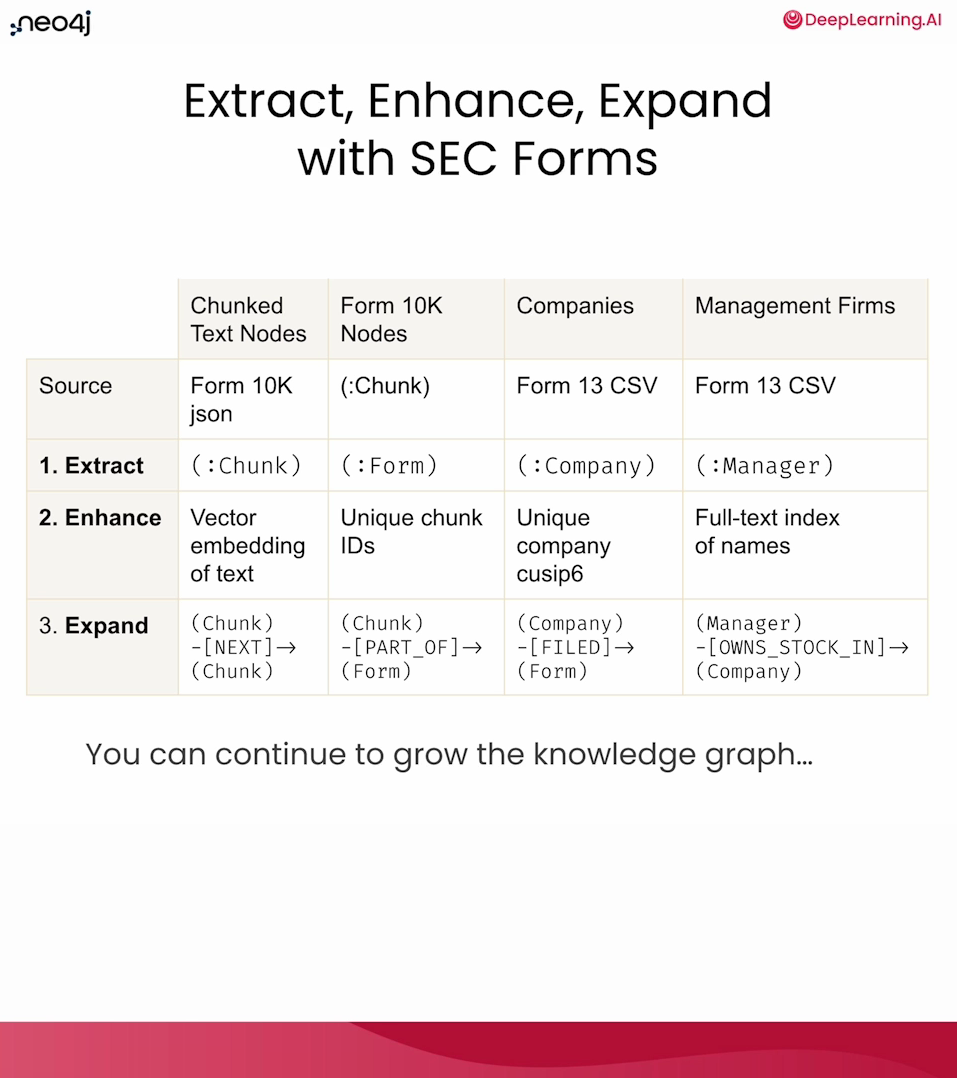 neo4j
DeepLearning.AI
Extract, Enhance, Expand
with SEC Forms
Chunked
Text Nodes
Form 10K
Nodes
Companies
Management Firms
Source
Form 10K
json
(:Chunk)
Form 13 CSV
Form 13 CSV
1. Extract
(:Chunk)
(:Form)
(:Company)
(:Manager)
2. Enhance
Vector
embedding
of text
Unique chunk
IDs
Unique
company
cusip6
Full-text index
of names
3. Expand
(Chunk)
-[NEXT]→
(Chunk)
(Chunk)
-[PART_OF]→
(Form)
(Company)
-[FILED]→
(Form)
(Manager)
-[OWNS_STOCK_IN]→
(Company)
You can continue to grow the knowledge graph…